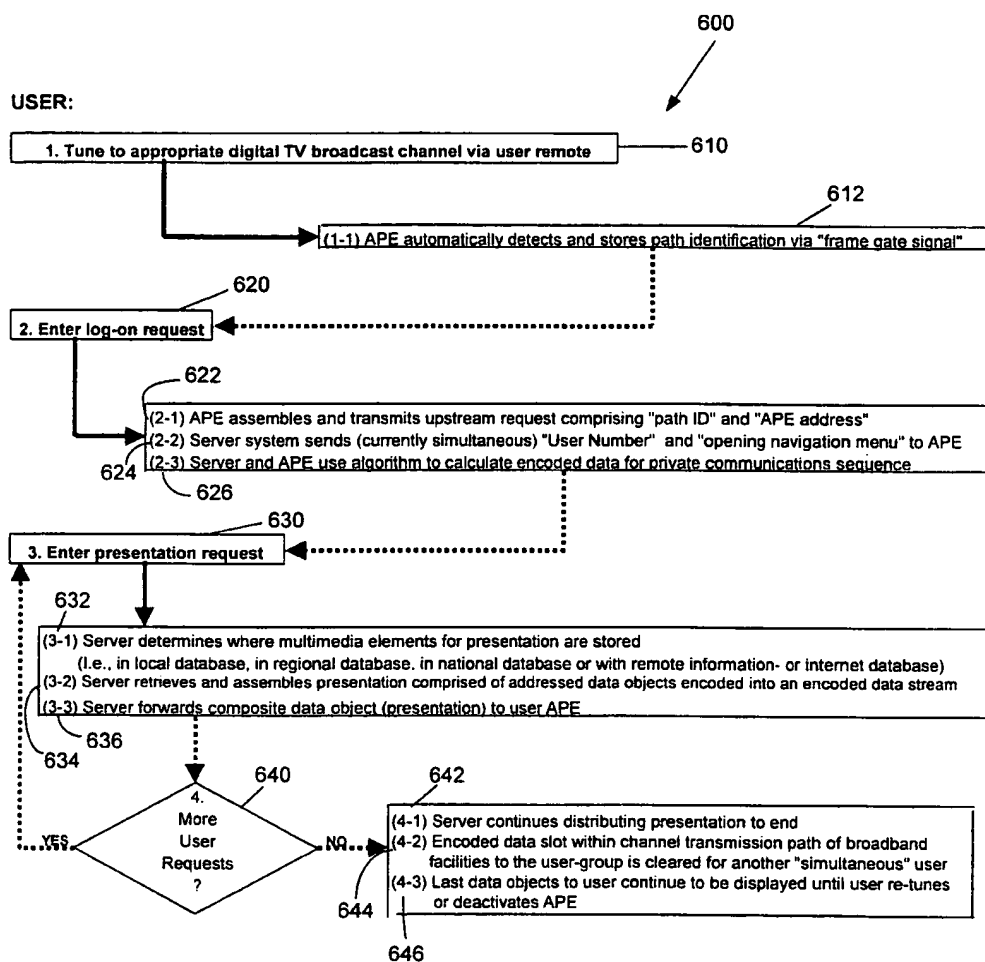 600
USER:
1. Tune to appropriate digital TV broadcast channel via user remote
610
612
(1-1) APE automatically detects and stores path identification via "frame gate signal"
620
2. Enter log-on request
622
(2-1) APE assembles and transmits upstream request comprising "path ID" and "APE address"
(2-2) Server system sends (currently simultaneous) "User Number" and "opening navigation menu" to APE
624
(2-3) Server and APE use algorithm to calculate encoded data for private communications sequence
626
630
3. Enter presentation request
632
(3-1) Server determines where multimedia elements for presentation are stored
(I.e., in local database, in regional database, in national database or with remote information- or internet database)
(3-2) Server retrieves and assembles presentation comprised of addressed data objects encoded into an encoded data stream
(3-3) Server forwards composite data object (presentation) to user APE
636
634
640
4.
More
User
Requests
?
YES
NO
642
(4-1) Server continues distributing presentation to end
(4-2) Encoded data slot within channel transmission path of broadband
facilities to the user-group is cleared for another "simultaneous" user
(4-3) Last data objects to user continue to be displayed until user re-tunes
or deactivates APE
644
646